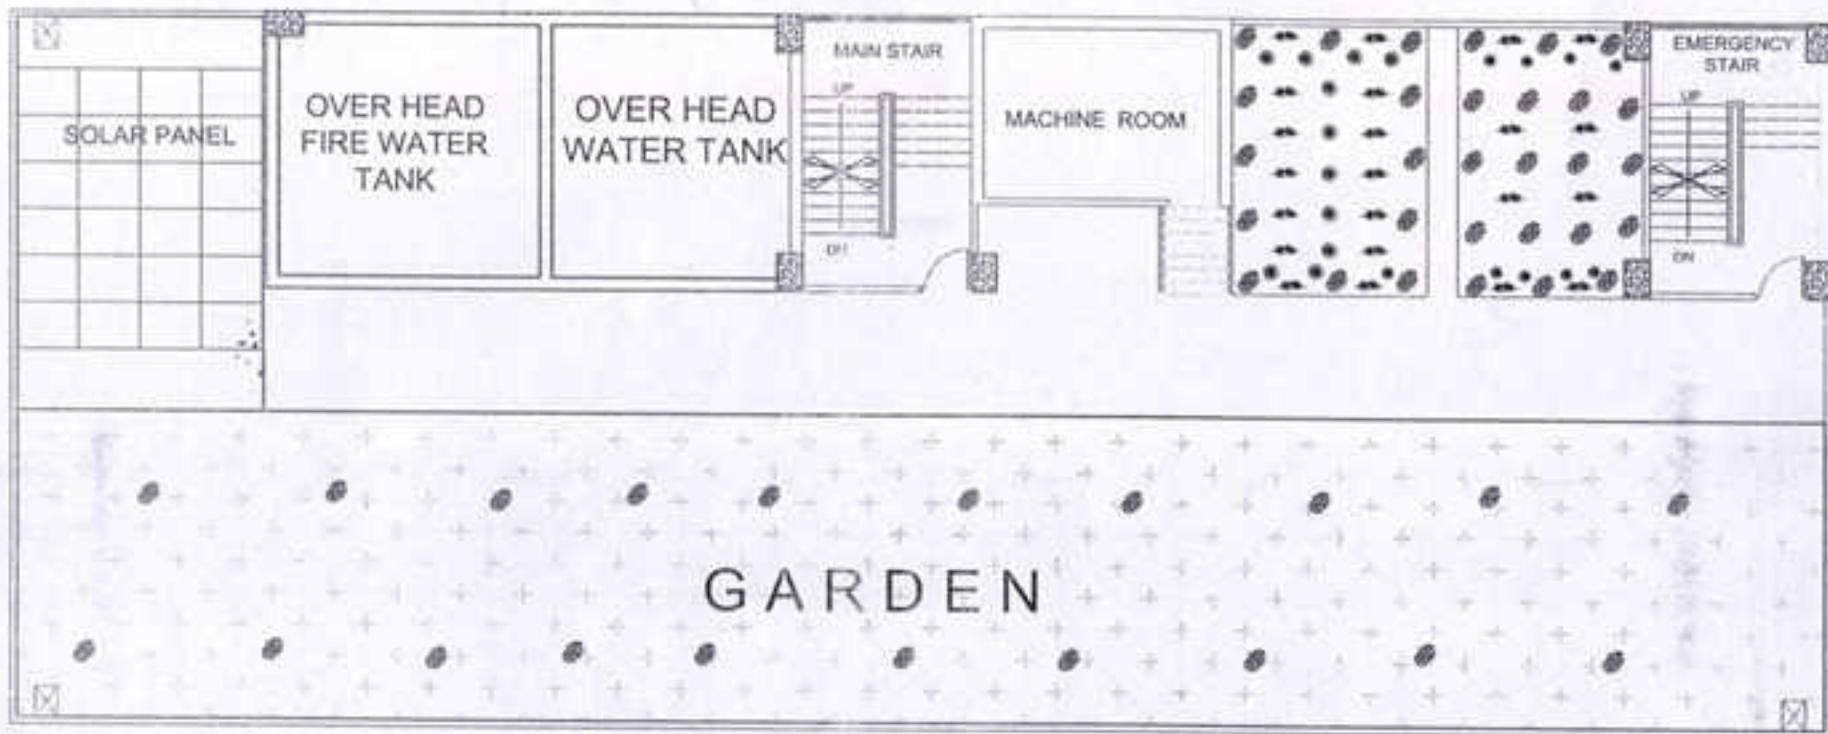 SOLAR PANEL
OVER HEAD
FIRE WATER
TANK
OVER HEAD
WATER TANK
MAIN STAIR
UP
DN
MACHINE ROOM
EMERGENCY
STAIR
UP
DN
GARDEN